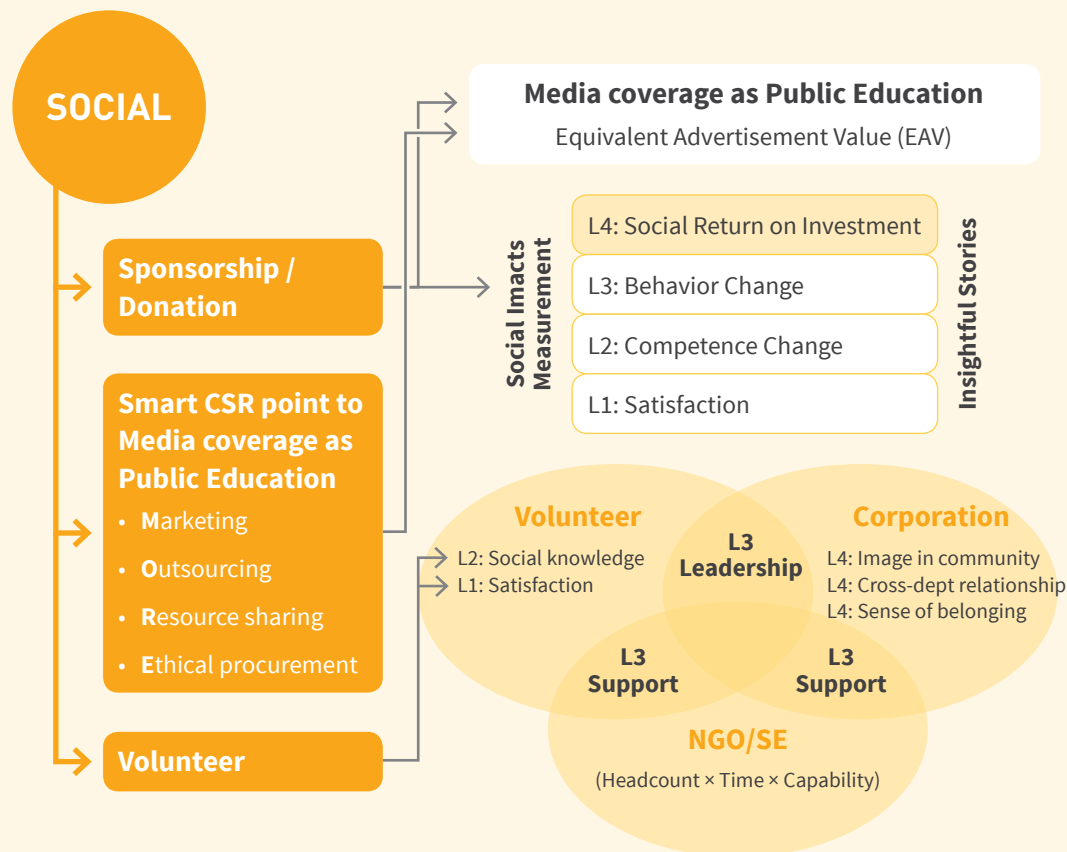 SOCIAL
Media coverage as Public Education
Equivalent Advertisement Value (EAV)
Sponsorship /
Donation
Social Imacts
Measurement
L4: Social Return on Investment
L3: Behavior Change
L2: Competence Change
L1: Satisfaction
Insightful Stories
Smart CSR point to
Media coverage as
Public Education
• Marketing
• Outsourcing
• Resource sharing
• Ethical procurement
Volunteer
Volunteer
L2: Social knowledge
L1: Satisfaction
L3
Leadership
Corporation
L4: Image in community
L4: Cross-dept relationship
L4: Sense of belonging
L3
Support
L3
Support
NGO/SE
(Headcount × Time × Capability)